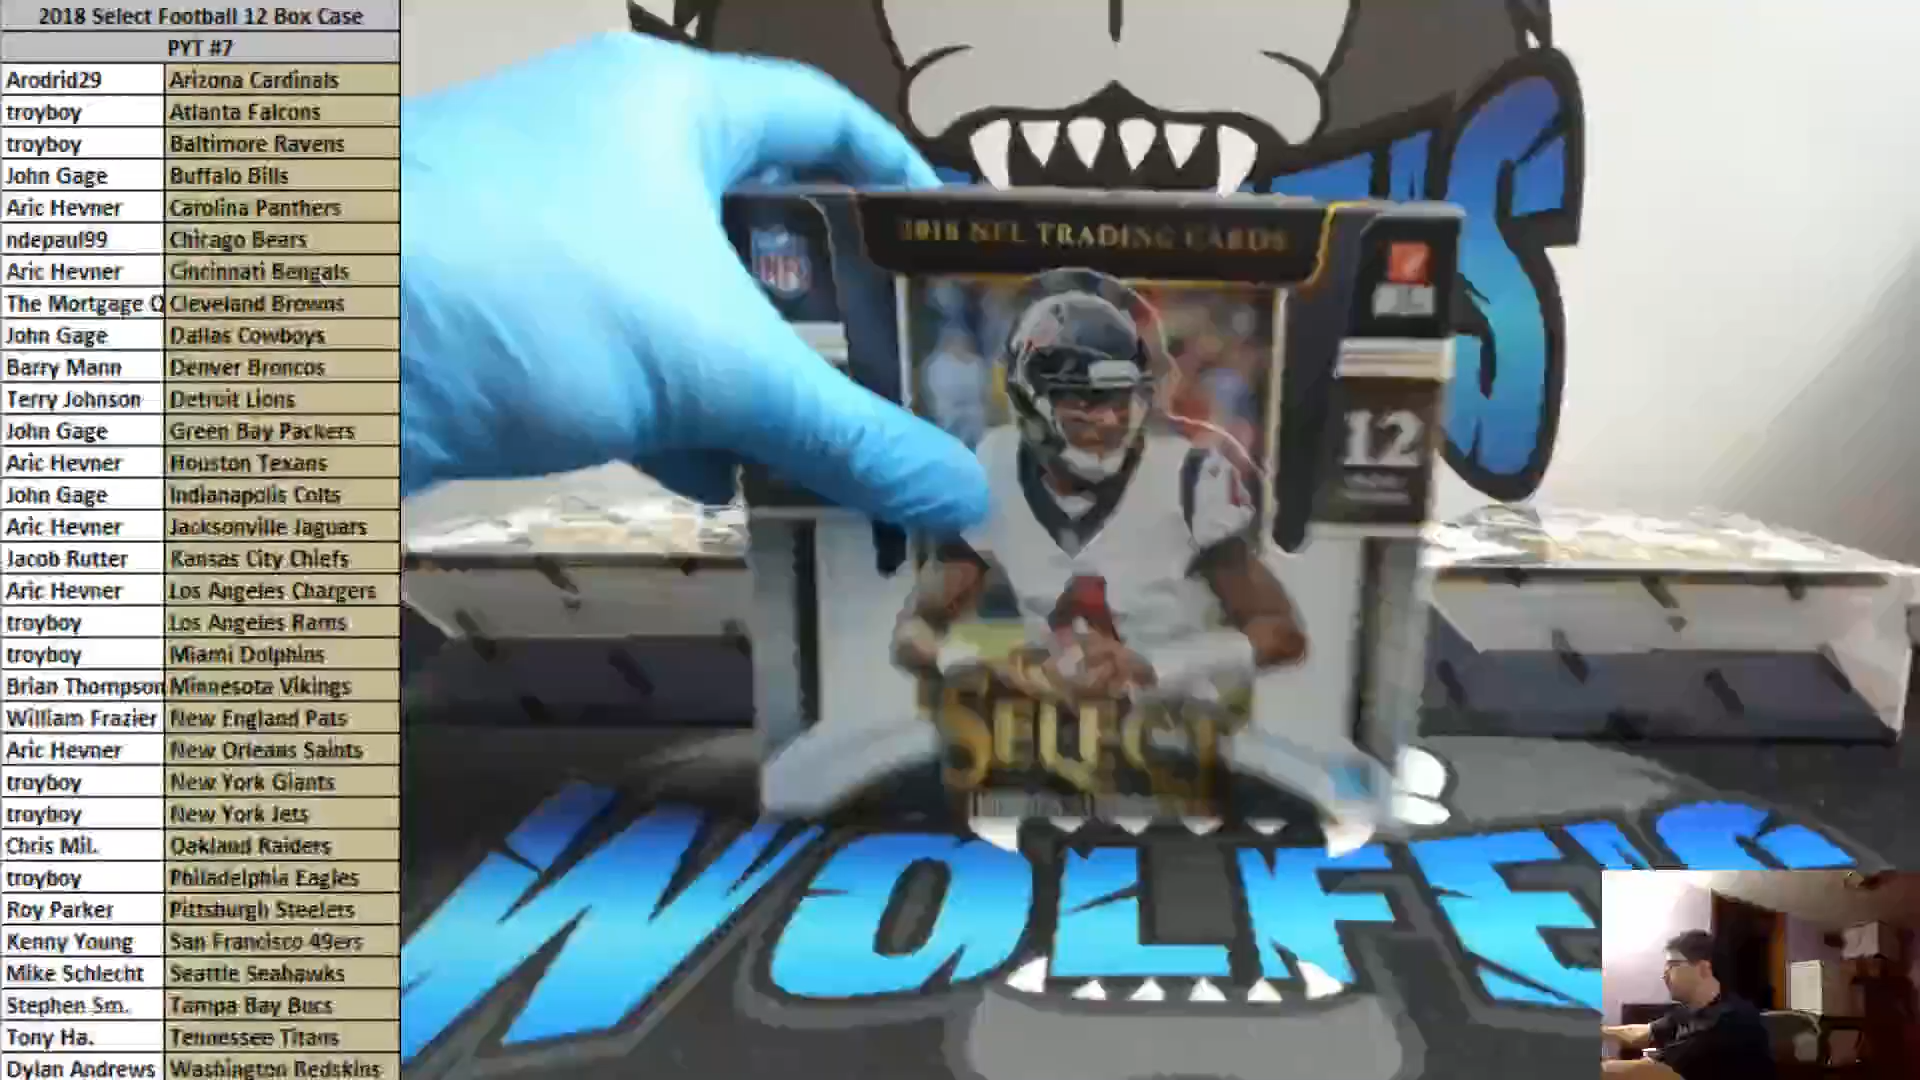 2018 Select Football 12 Box Case
PYT #7
Arodrid29 Arizona Cardinals
troyboy Atlanta Falcons
troyboy Baltimore Ravens
John Gage Buffalo Bills
Aric Hevner Carolina Panthers
ndepaul99 Chicago Bears
Aric Hevner Cincinnati Bengals
The Mortgage Cleveland Browns
John Gage Dallas Cowboys
Barry Mann Denver Broncos
Terry Johnson Detroit Lions
John Gage Green Bay Packers
Aric Hevner Houston Texans
John Gage Indianapolis Colts
Aric Hevner Jacksonville Jaguars
Jacob Rutter Kansas City Chiefs
Aric Hevner Los Angeles Chargers
troyboy Los Angeles Rams
troyboy Miami Dolphins
Brian Thompson Minnesota Vikings
William Frazier New England Pats
Aric Hevner New Orleans Saints
troyboy New York Giants
troyboy New York Jets
Chris Mil. Oakland Raiders
troyboy Philadelphia Eagles
Roy Parker Pittsburgh Steelers
Kenny Young San Francisco 49ers
Mike Schlecht Seattle Seahawks
Stephen Sm. Tampa Bay Bucs
Tony Ha. Tennessee Titans
Dylan Andrews Washington Redskins
2018 NFL TRADING CARDS
NFL
12
4
SELECT
'S
WOLFE'S